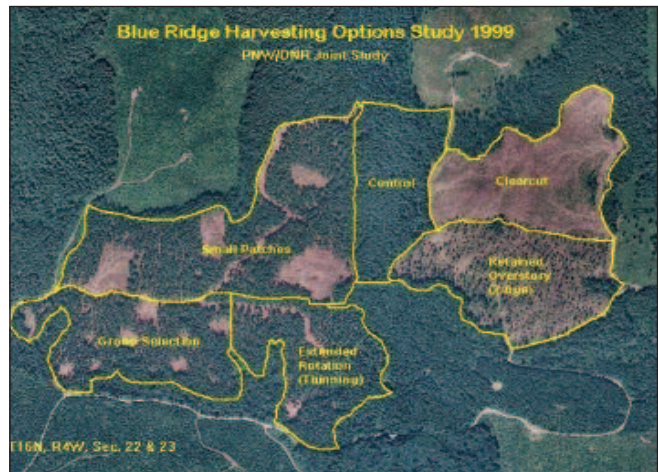 Blue Ridge Harvesting Options Study 1999
PNW/DNR Joint Study
Control
Clearcut
Small Patches
Retained
Overstory
Group Selection
Extended
Rotation
(Thinning)
T16N, R4W, Sec. 22 & 23